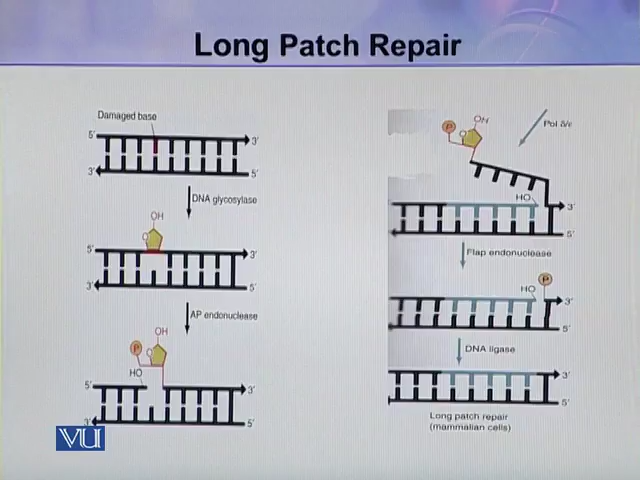 Long Patch Repair
Damaged base
5' 3'
3' 5'
DNA glycosylase
OH
O
5' 3'
3' 5'
AP endonuclease
OH
P O
HO
5' 3'
3' 5'
VU
OH
P O
Pol δ/ε
HO
3'
5'
Flap endonuclease
P
HO
3'
5'
DNA ligase
3'
5'
Long patch repair
(mammalian cells)